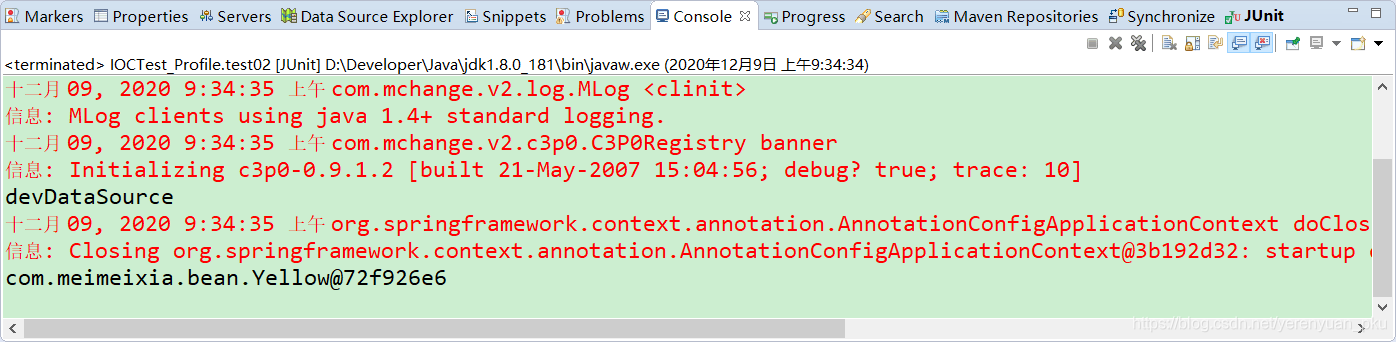 Markers Properties Servers Data Source Explorer Snippets Problems Console Progress Search Maven Repositories Synchronize JUnit
<terminated> IOCTest_Profile.test02 [JUnit] D:\Developer\Java\jdk1.8.0_181\bin\javaw.exe (2020年12月9日 上午9:34:34)
十二月 09, 2020 9:34:35 上午 com.mchange.v2.log.MLog <clinit>
信息: MLog clients using java 1.4+ standard logging.
十二月 09, 2020 9:34:35 上午 com.mchange.v2.c3p0.C3P0Registry banner
信息: Initializing c3p0-0.9.1.2 [built 21-May-2007 15:04:56; debug? true; trace: 10]
devDataSource
十二月 09, 2020 9:34:35 上午 org.springframework.context.annotation.AnnotationConfigApplicationContext doClos
信息: Closing org.springframework.context.annotation.AnnotationConfigApplicationContext@3b192d32: startup
com.meimeixia.bean.Yellow@72f926e6